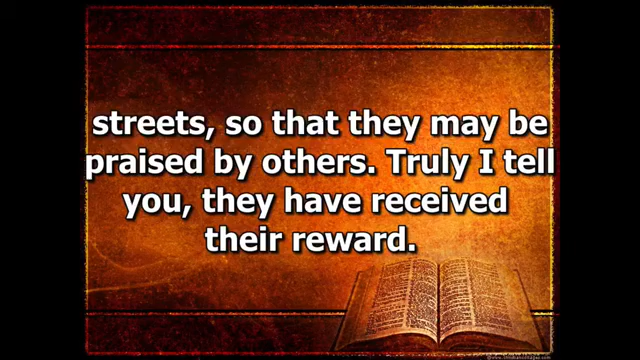 streets, so that they may be
praised by others. Truly I tell
you, they have received
their reward.